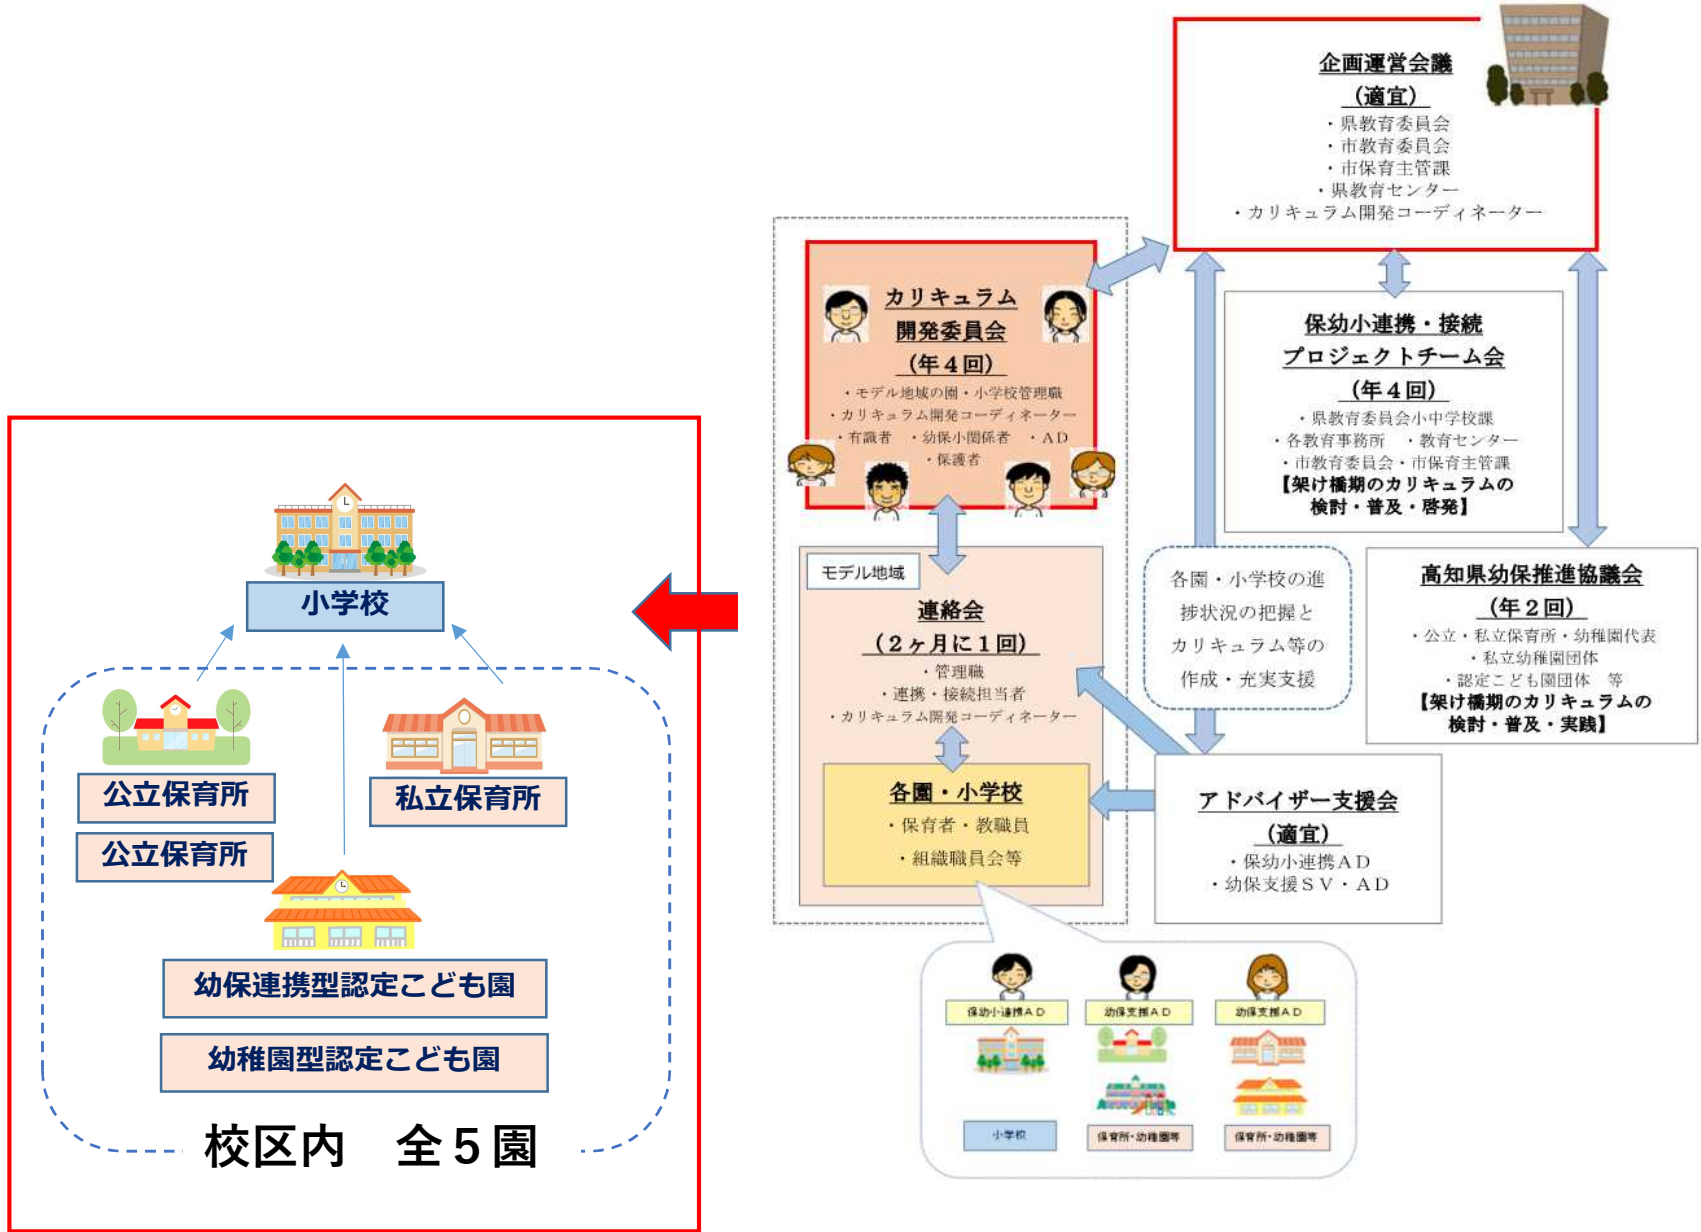 小学校
公立保育所
公立保育所
私立保育所
幼保連携型認定こども園
幼稚園型認定こども園
校区内　全５園
企画運営会議
（適宜）
・県教育委員会
・市教育委員会
・市保育主管課
・県教育センター
・カリキュラム開発コーディネーター
カリキュラム
開発委員会
（年４回）
・モデル地域の園・小学校管理職
・カリキュラム開発コーディネーター
・有識者　・幼保小関係者　・ＡＤ
・保護者
保幼小連携・接続
プロジェクトチーム会
（年４回）
・県教育委員会小中学校課
・各教育事務所　・教育センター
・市教育委員会・市保育主管課
【架け橋期のカリキュラムの
検討・普及・啓発】
モデル地域
連絡会
（２ヶ月に１回）
・管理職
・連携・接続担当者
・カリキュラム開発コーディネーター
各園・小学校の進
捗状況の把握と
カリキュラム等の
作成・充実支援
高知県幼保推進協議会
（年２回）
・公立・私立保育所・幼稚園代表
・私立幼稚園団体
・認定こども園団体　等
【架け橋期のカリキュラムの
検討・普及・実践】
各園・小学校
・保育者・教職員
・組織職員会等
アドバイザー支援会
（適宜）
・保幼小連携ＡＤ
・幼保支援ＳＶ・ＡＤ
保幼小連携ＡＤ
幼保支援ＡＤ
幼保支援ＡＤ
小学校
保育所・幼稚園等
保育所・幼稚園等